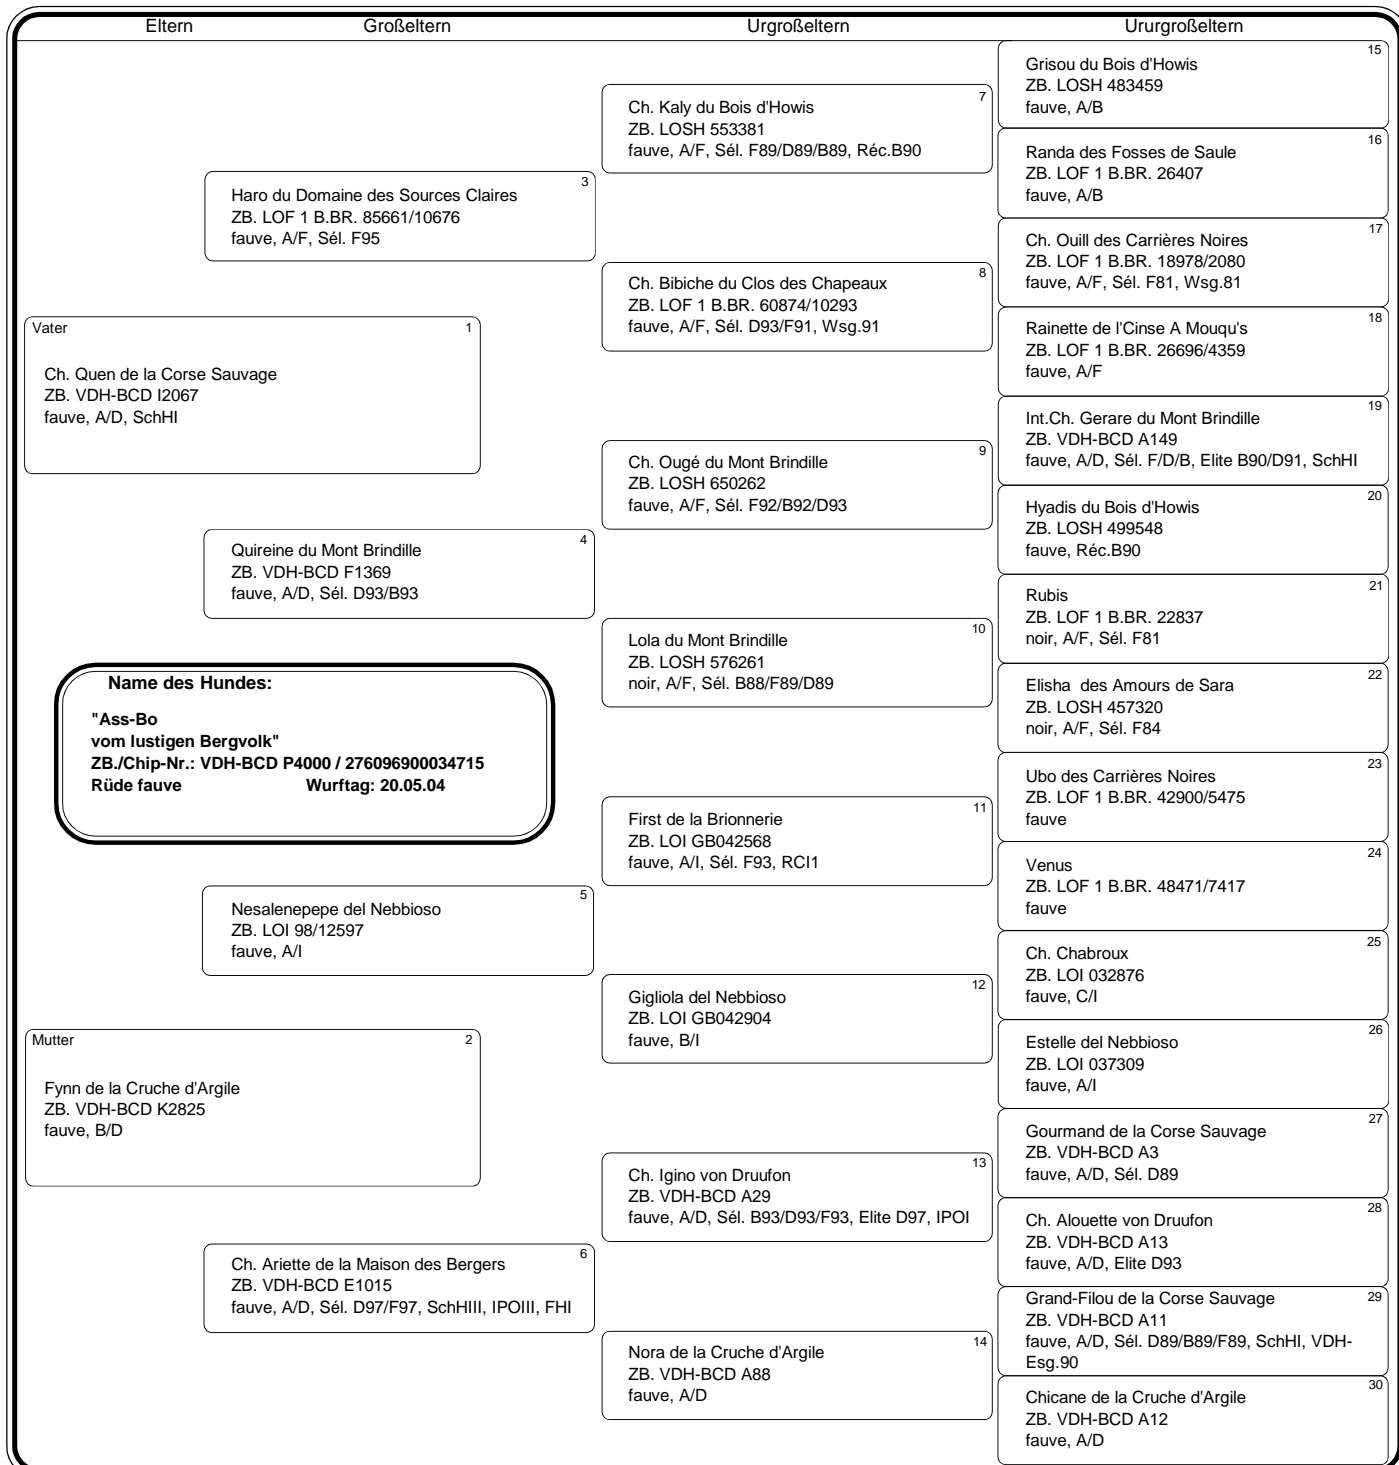 Eltern Großeltern Urgroßeltern Ururgroßeltern
Vater 1
Ch. Quen de la Corse Sauvage
ZB. VDH-BCD I2067
fauve, A/D, SchHI
Name des Hundes:
"Ass-Bo
vom lustigen Bergvolk"
ZB./Chip-Nr.: VDH-BCD P4000 / 276096900034715
Rüde fauve Wurftag: 20.05.04
Mutter 2
Fynn de la Cruche d'Argile
ZB. VDH-BCD K2825
fauve, B/D
3
Haro du Domaine des Sources Claires
ZB. LOF 1 B.BR. 85661/10676
fauve, A/F, Sél. F95
4
Quireine du Mont Brindille
ZB. VDH-BCD F1369
fauve, A/D, Sél. D93/B93
5
Nesalenepepe del Nebbioso
ZB. LOI 98/12597
fauve, A/I
6
Ch. Ariette de la Maison des Bergers
ZB. VDH-BCD E1015
fauve, A/D, Sél. D97/F97, SchHIII, IPOIII, FHI
7
Ch. Kaly du Bois d'Howis
ZB. LOSH 553381
fauve, A/F, Sél. F89/D89/B89, Réc.B90
8
Ch. Bibiche du Clos des Chapeaux
ZB. LOF 1 B.BR. 60874/10293
fauve, A/F, Sél. D93/F91, Wsg.91
9
Ch. Ougé du Mont Brindille
ZB. LOSH 650262
fauve, A/F, Sél. F92/B92/D93
10
Lola du Mont Brindille
ZB. LOSH 576261
noir, A/F, Sél. B88/F89/D89
11
First de la Brionnerie
ZB. LOI GB042568
fauve, A/I, Sél. F93, RCI1
12
Gigliola del Nebbioso
ZB. LOI GB042904
fauve, B/I
13
Ch. Igino von Druufon
ZB. VDH-BCD A29
fauve, A/D, Sél. B93/D93/F93, Elite D97, IPOI
14
Nora de la Cruche d'Argile
ZB. VDH-BCD A88
fauve, A/D
15
Grisou du Bois d'Howis
ZB. LOSH 483459
fauve, A/B
16
Randa des Fosses de Saule
ZB. LOF 1 B.BR. 26407
fauve, A/B
17
Ch. Ouill des Carrières Noires
ZB. LOF 1 B.BR. 18978/2080
fauve, A/F, Sél. F81, Wsg.81
18
Rainette de l'Cinse A Mouqu's
ZB. LOF 1 B.BR. 26696/4359
fauve, A/F
19
Int.Ch. Gerare du Mont Brindille
ZB. VDH-BCD A149
fauve, A/D, Sél. F/D/B, Elite B90/D91, SchHI
20
Hyadis du Bois d'Howis
ZB. LOSH 499548
fauve, Réc.B90
21
Rubis
ZB. LOF 1 B.BR. 22837
noir, A/F, Sél. F81
22
Elisha des Amours de Sara
ZB. LOSH 457320
noir, A/F, Sél. F84
23
Ubo des Carrières Noires
ZB. LOF 1 B.BR. 42900/5475
fauve
24
Venus
ZB. LOF 1 B.BR. 48471/7417
fauve
25
Ch. Chabroux
ZB. LOI 032876
fauve, C/I
26
Estelle del Nebbioso
ZB. LOI 037309
fauve, A/I
27
Gourmand de la Corse Sauvage
ZB. VDH-BCD A3
fauve, A/D, Sél. D89
28
Ch. Alouette von Druufon
ZB. VDH-BCD A13
fauve, A/D, Elite D93
29
Grand-Filou de la Corse Sauvage
ZB. VDH-BCD A11
fauve, A/D, Sél. D89/B89/F89, SchHI, VDH-
Esg.90
30
Chicane de la Cruche d'Argile
ZB. VDH-BCD A12
fauve, A/D